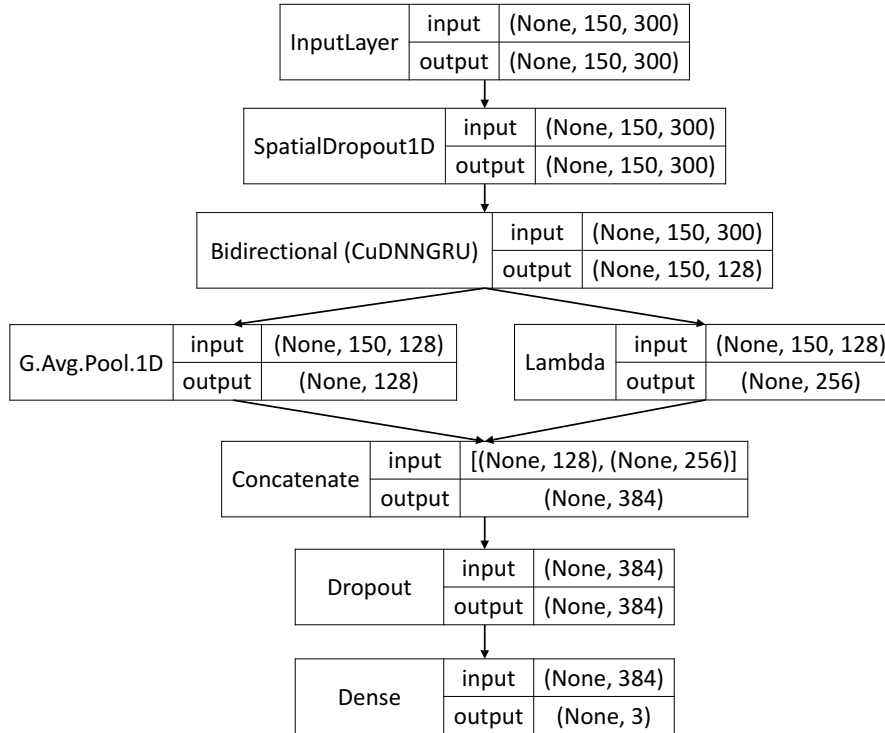 InputLayer
input
(None, 150, 300)
output
(None, 150, 300)
SpatialDropout1D
input
(None, 150, 300)
output
(None, 150, 300)
Bidirectional (CuDNNGRU)
input
(None, 150, 300)
output
(None, 150, 128)
G.Avg.Pool.1D
input
(None, 150, 128)
output
(None, 128)
Lambda
input
(None, 150, 128)
output
(None, 256)
Concatenate
input
[(None, 128), (None, 256)]
output
(None, 384)
Dropout
input
(None, 384)
output
(None, 384)
Dense
input
(None, 384)
output
(None, 3)